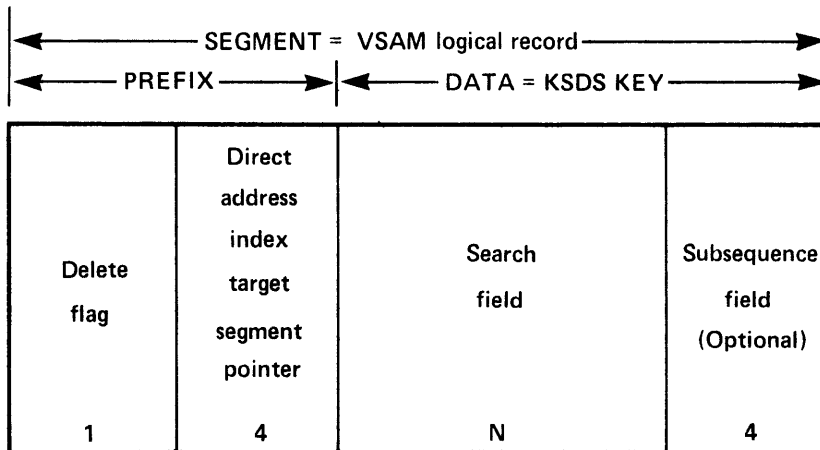 SEGMENT = VSAM logical record
PREFIX
DATA = KSDS KEY
Delete
flag
1
Direct
address
index
target
segment
pointer
4
Search
field
N
Subsequence
field
(Optional)
4